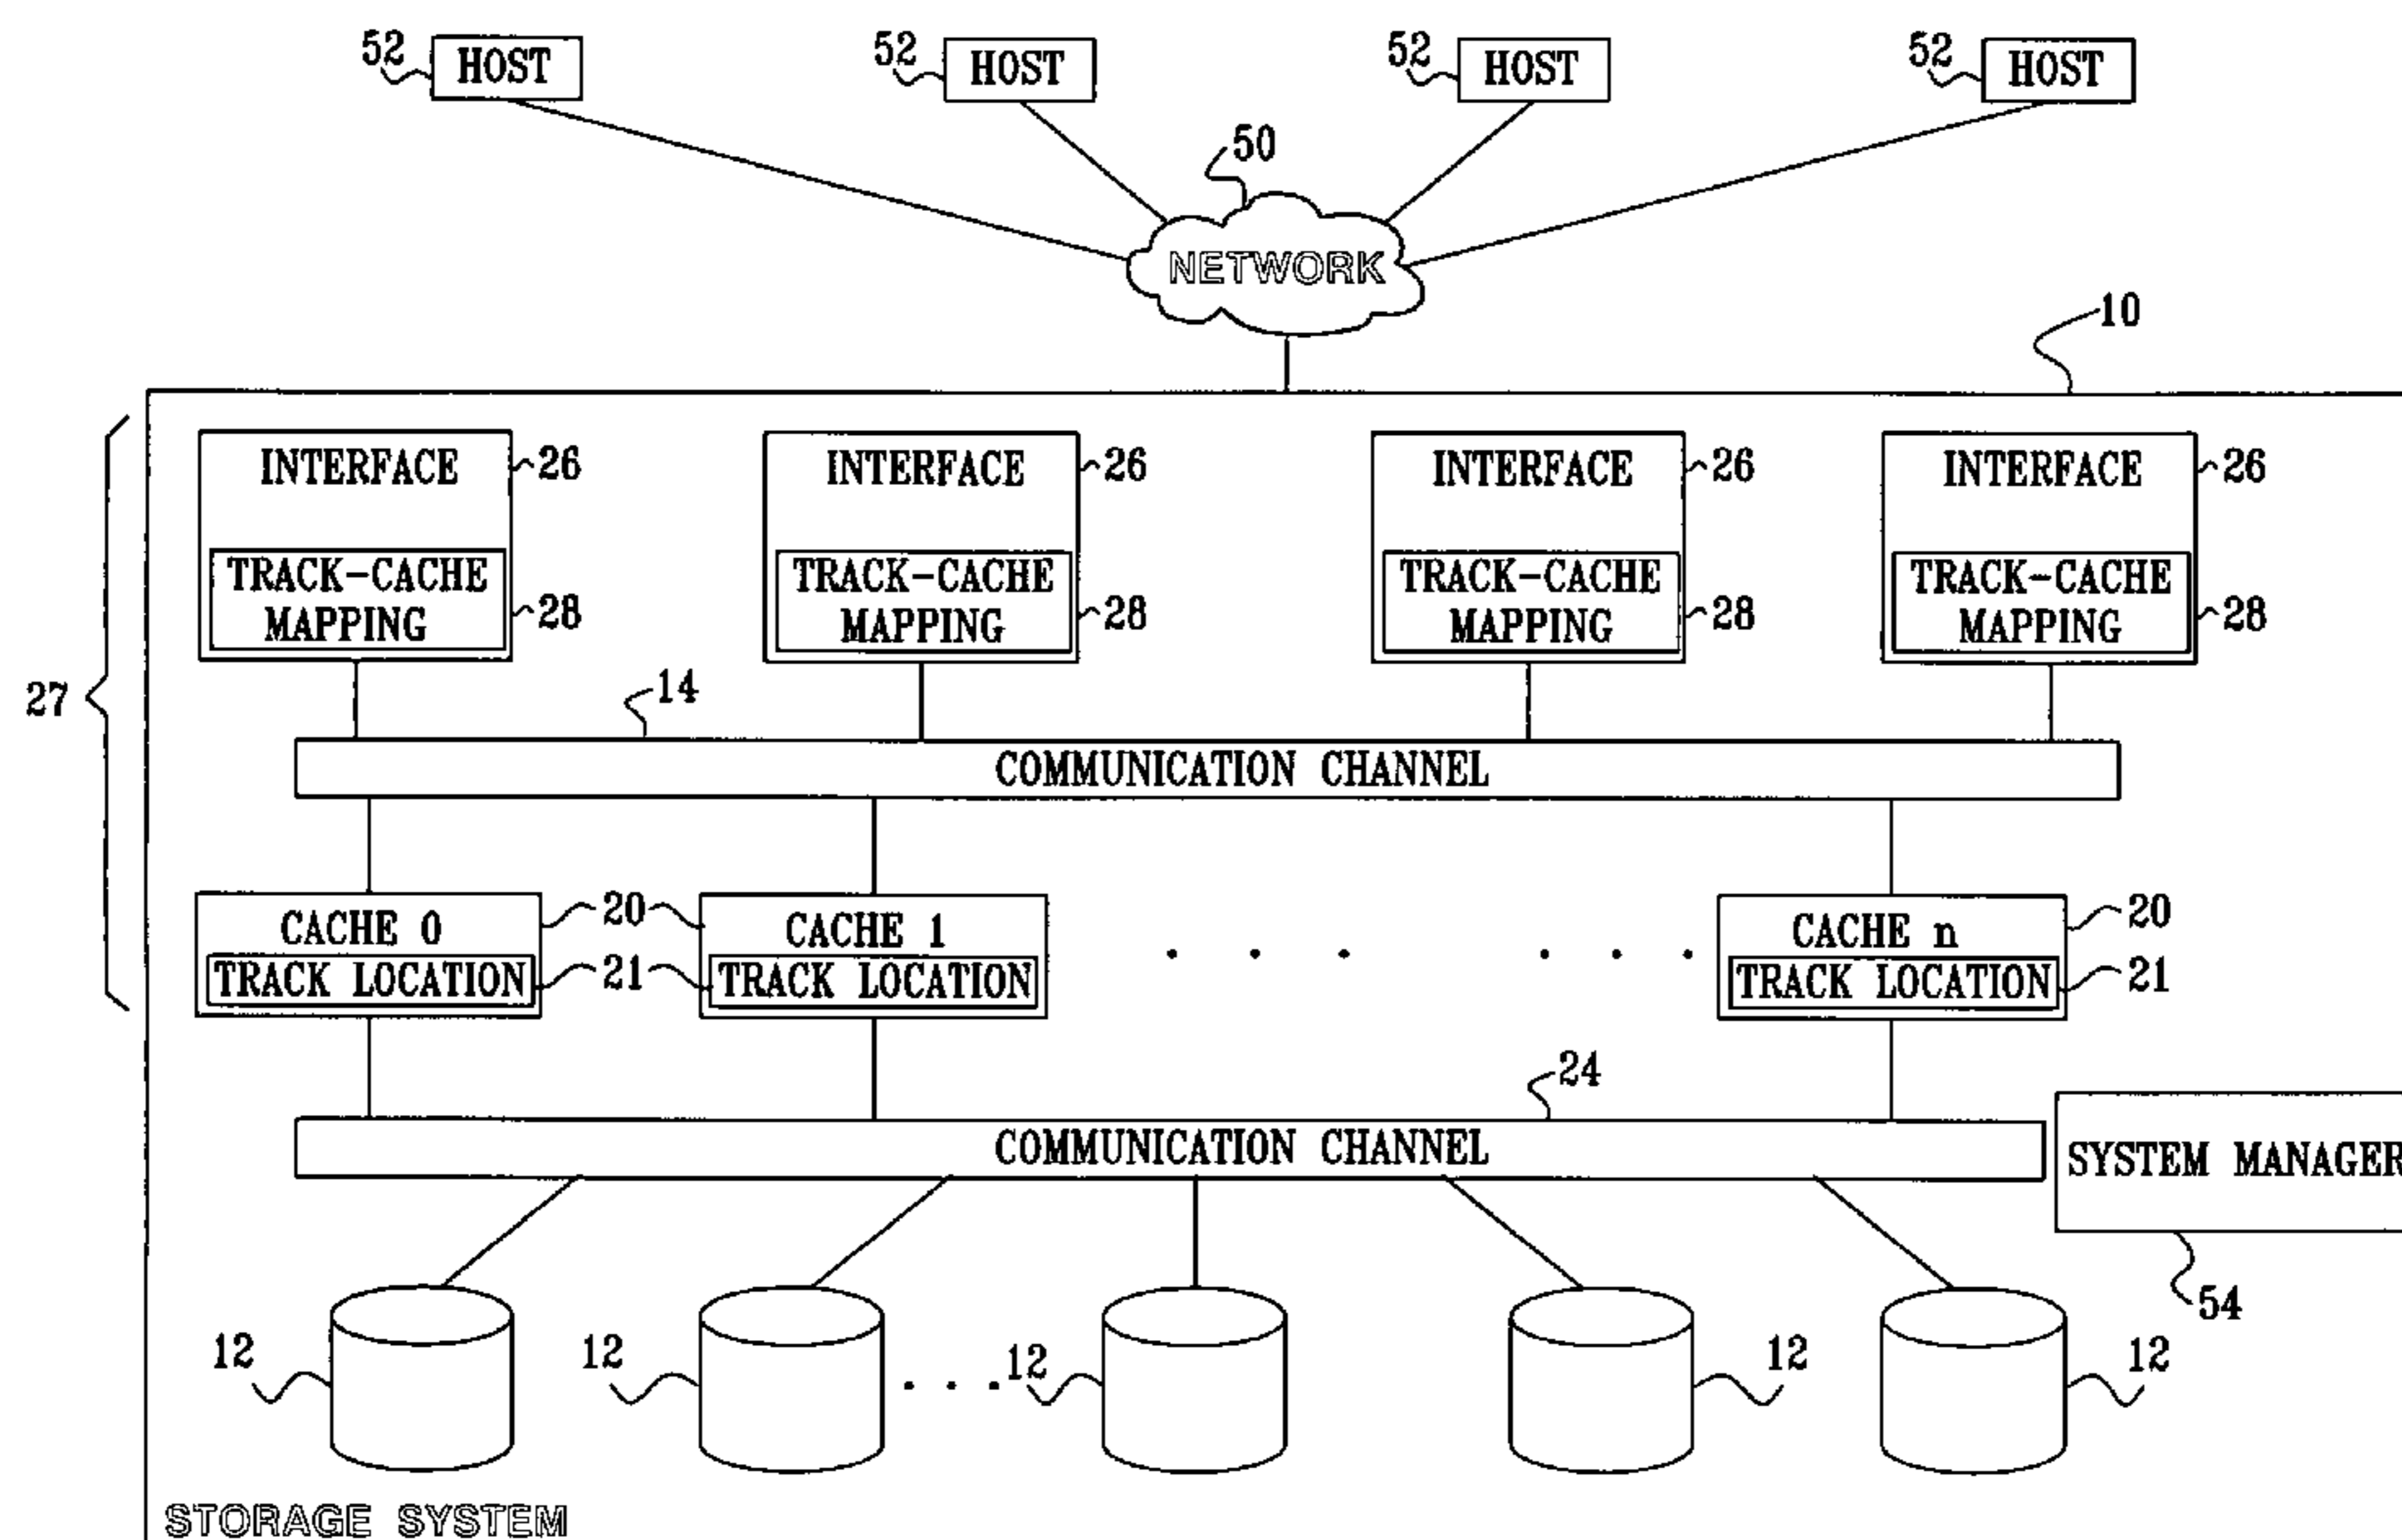 52 HOST 52 HOST 52 HOST 52 HOST
50
NETWORK
10
INTERFACE 26 INTERFACE 26 INTERFACE 26 INTERFACE 26
TRACK-CACHE TRACK-CACHE TRACK-CACHE TRACK-CACHE
MAPPING 28 MAPPING 28 MAPPING 28 MAPPING 28
27
14
COMMUNICATION CHANNEL
CACHE 0 20 CACHE 1 CACHE n 20
TRACK LOCATION 21 TRACK LOCATION TRACK LOCATION 21
24
COMMUNICATION CHANNEL
SYSTEM MANAGER
54
12 12 12 12 12
STORAGE SYSTEM